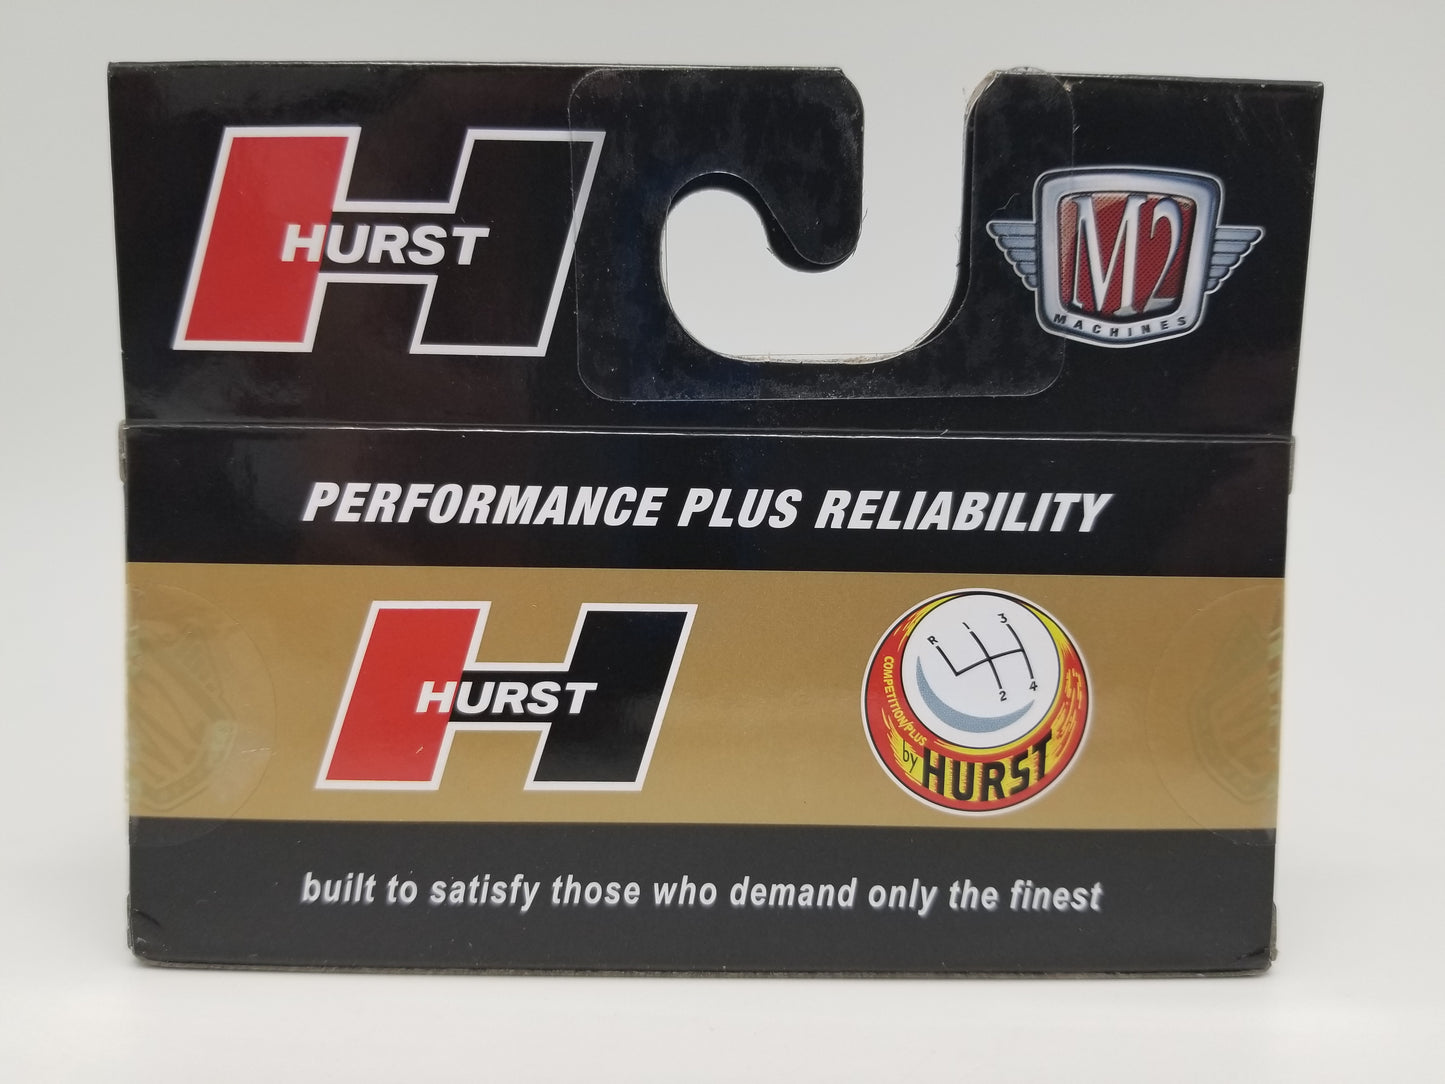 HURST
M2
MACHINES
PERFORMANCE PLUS RELIABILITY
HURST
R 1 3
2 4
COMPETITION/PLUS
by HURST
built to satisfy those who demand only the finest